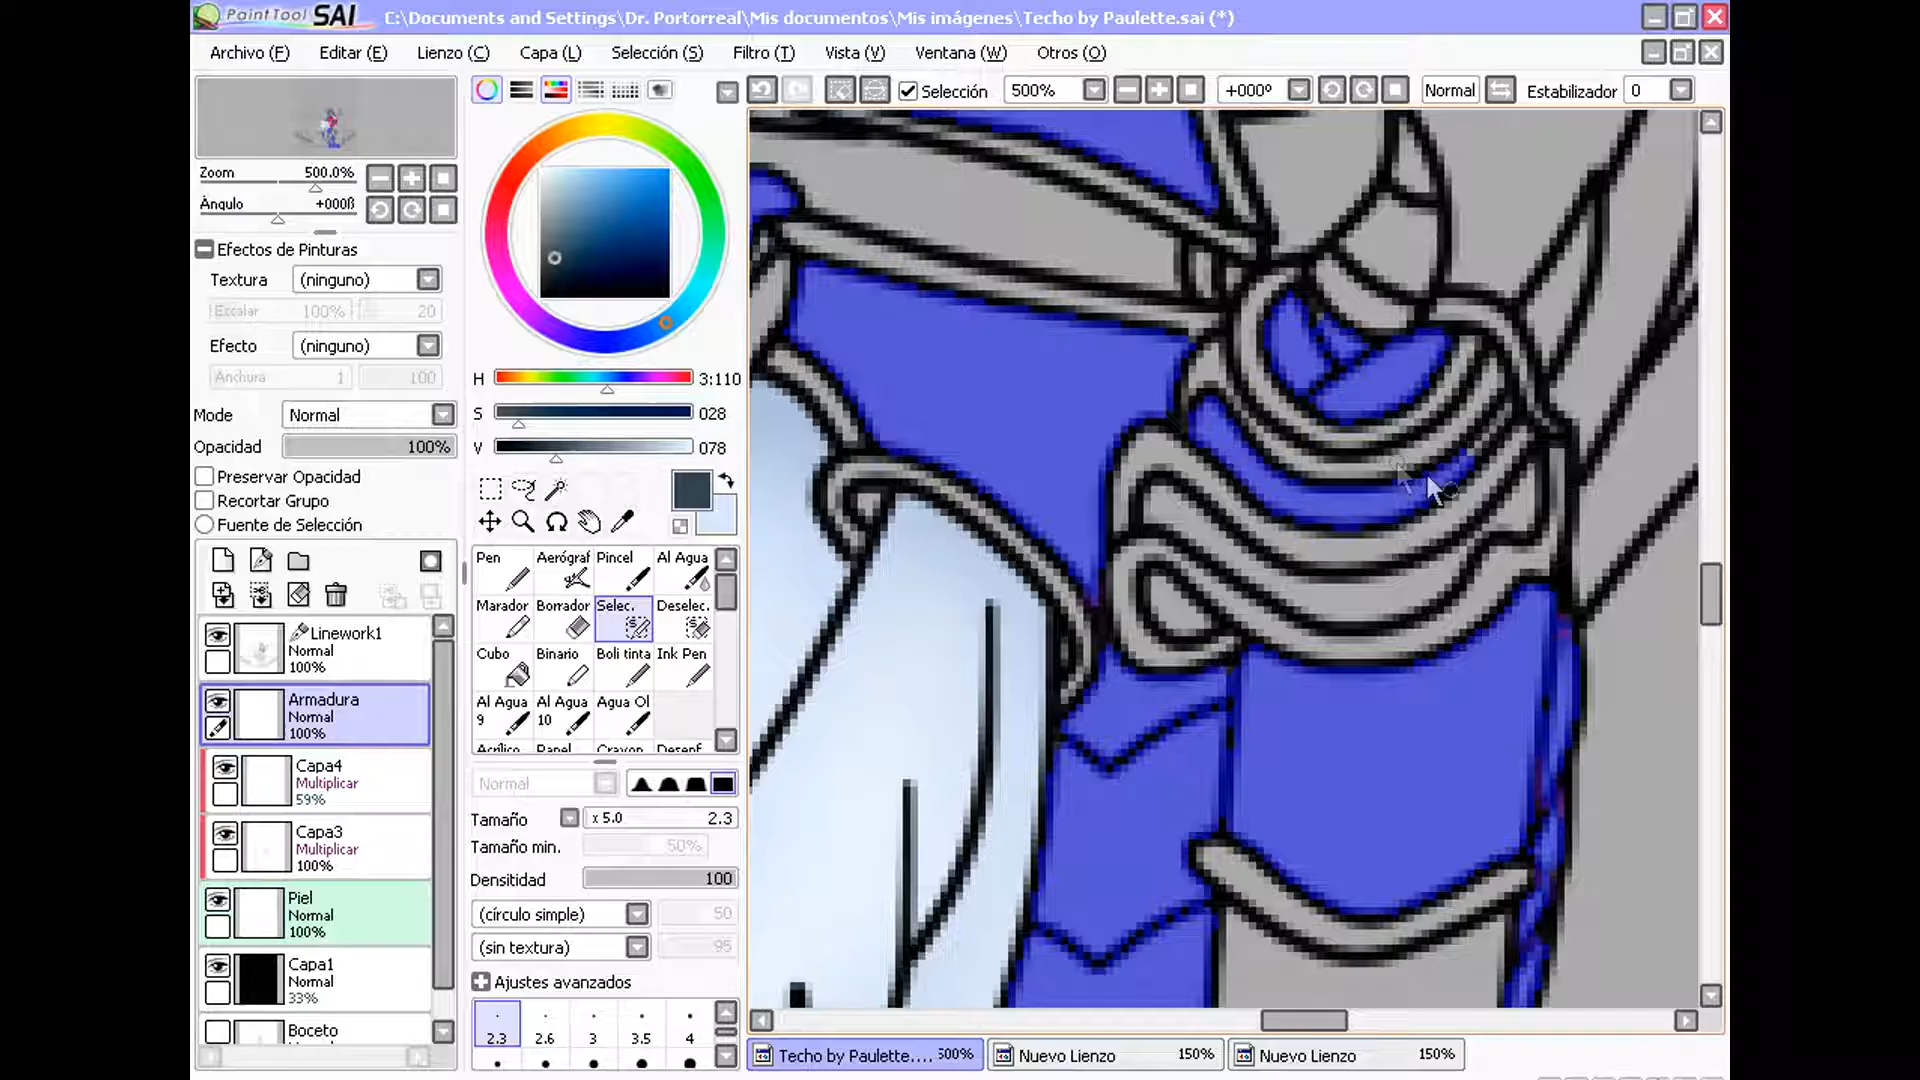 PaintTool SAI C:\Documents and Settings\Dr. Portorreal\Mis documentos\Mis imágenes\Techo by Paulette.sai (*)
Archivo (F) Editar (E) Lienzo (C) Capa (L) Selección (S) Filtro (T) Vista (V) Ventana (W) Otros (O)
Selección 500% +000º Normal Estabilizador 0
Zoom 500.0%
Ángulo +000ß
Efectos de Pinturas
Textura (ninguno)
Escalar 100% 20
Efecto (ninguno)
Anchura 1 100
Mode Normal
Opacidad 100%
Preservar Opacidad
Recortar Grupo
Fuente de Selección
Linework1
Normal
100%
Armadura
Normal
100%
Capa4
Multiplicar
59%
Capa3
Multiplicar
100%
Piel
Normal
100%
Capa1
Normal
33%
Boceto
H 3:110
S 028
V 078
Pen Aerógraf Pincel Al Agua
Marador Borrador Selec. Deselec.
Cubo Binario Boli tinta Ink Pen
Al Agua 9 Al Agua 10 Agua Ol
Acrílico Papel Crayon Desenf
Normal
Tamaño x 5.0 2.3
Tamaño min. 50%
Densitidad 100
(círculo simple) 50
(sin textura) 95
Ajustes avanzados
2.3 2.6 3 3.5 4
Techo by Paulette.... 500% Nuevo Lienzo 150% Nuevo Lienzo 150%